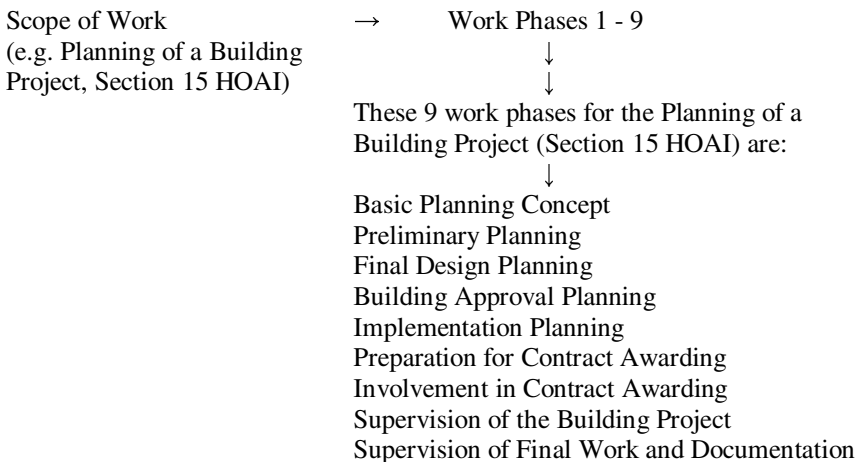 Scope of Work → Work Phases 1 - 9
(e.g. Planning of a Building ↓
Project, Section 15 HOAI) ↓
These 9 work phases for the Planning of a
Building Project (Section 15 HOAI) are:
↓
Basic Planning Concept
Preliminary Planning
Final Design Planning
Building Approval Planning
Implementation Planning
Preparation for Contract Awarding
Involvement in Contract Awarding
Supervision of the Building Project
Supervision of Final Work and Documentation